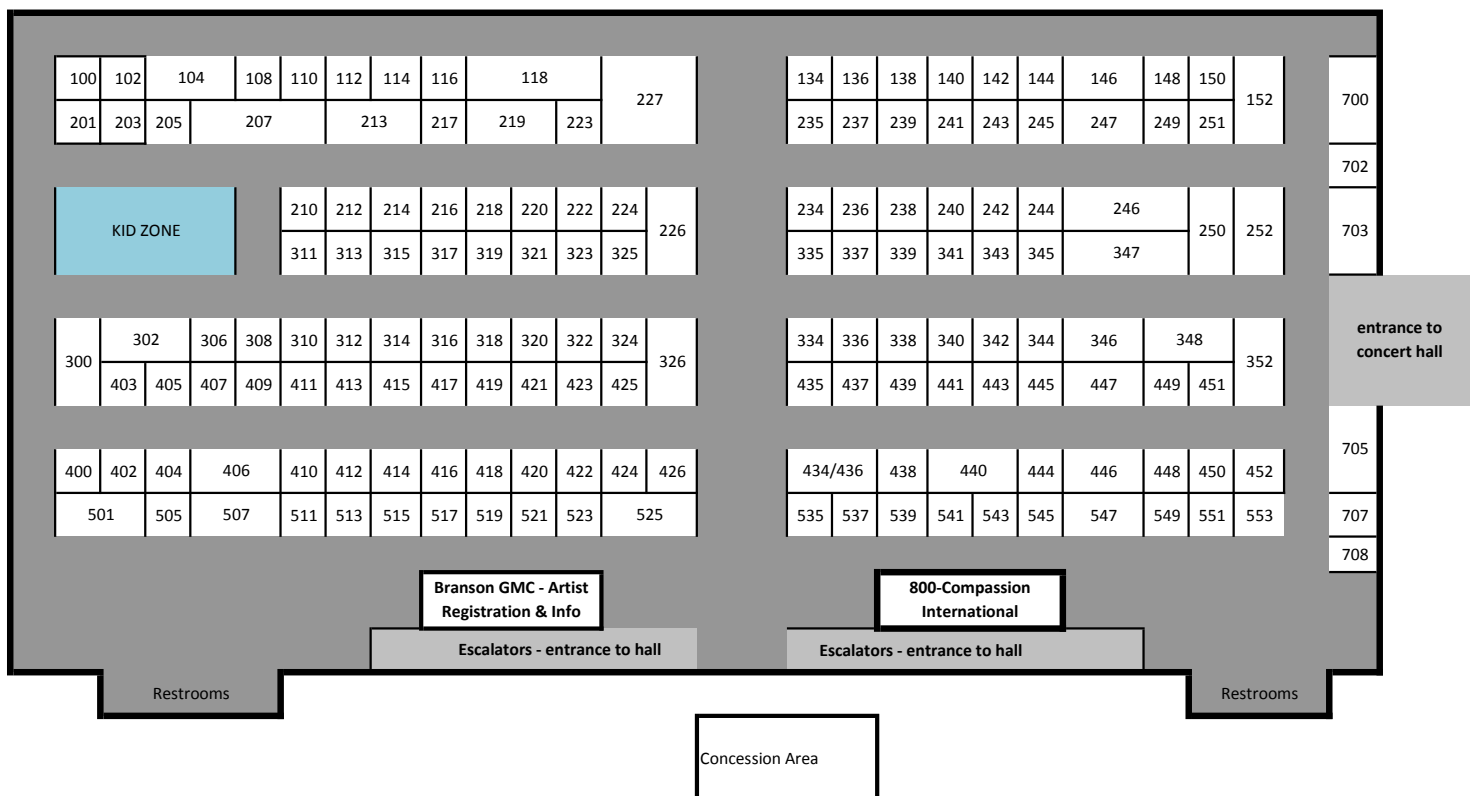 100 102 104 108 110 112 114 116 118 134 136 138 140 142 144 146 148 150
227 152 700
201 203 205 207 213 217 219 223 235 237 239 241 243 245 247 249 251
702
210 212 214 216 218 220 222 224 234 236 238 240 242 244 246
KID ZONE 226 250 252 703
311 313 315 317 319 321 323 325 335 337 339 341 343 345 347
302 306 308 310 312 314 316 318 320 322 324 334 336 338 340 342 344 346 348
entrance to
concert hall
300 326 352
403 405 407 409 411 413 415 417 419 421 423 425 435 437 439 441 443 445 447 449 451
705
400 402 404 406 410 412 414 416 418 420 422 424 426 434/436 438 440 444 446 448 450 452
501 505 507 511 513 515 517 519 521 523 525 535 537 539 541 543 545 547 549 551 553 707
708
Branson GMC - Artist
Registration & Info
800-Compassion
International
Escalators - entrance to hall
Escalators - entrance to hall
Restrooms
Restrooms
Concession Area